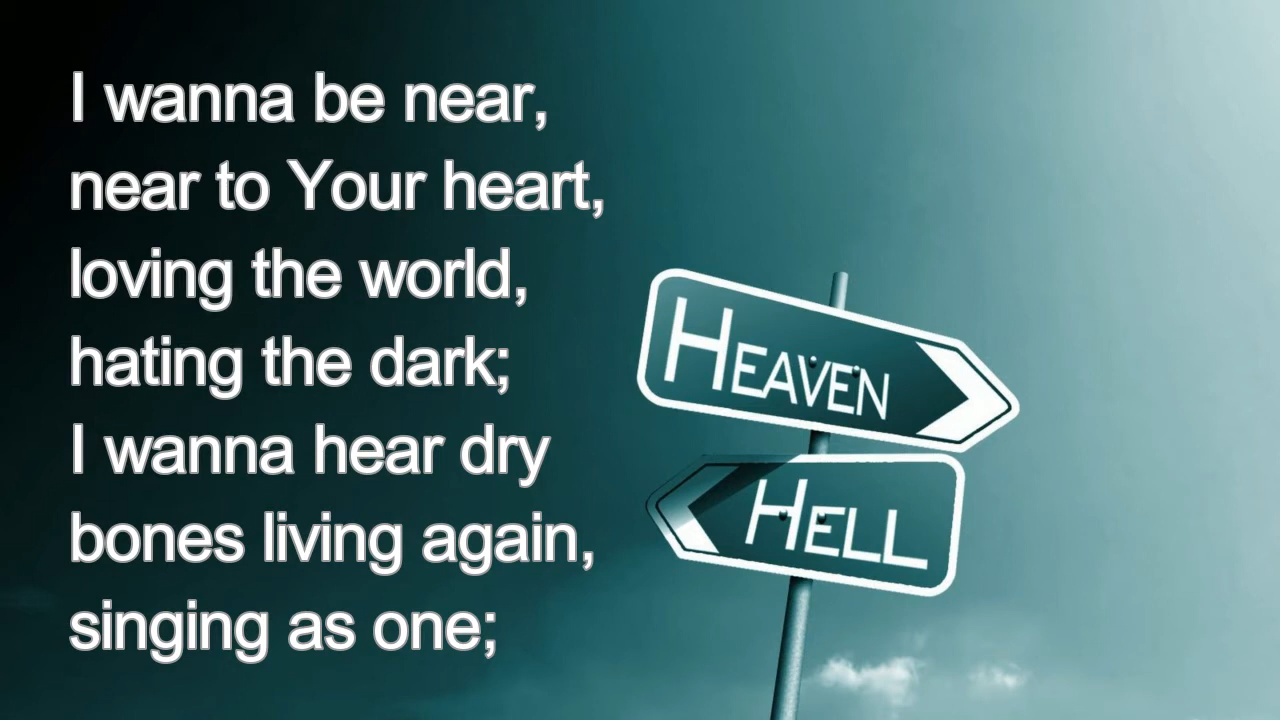 I wanna be near,
near to Your heart,
loving the world,
hating the dark;
I wanna hear dry
bones living again,
singing as one;
HEAVEN
HELL